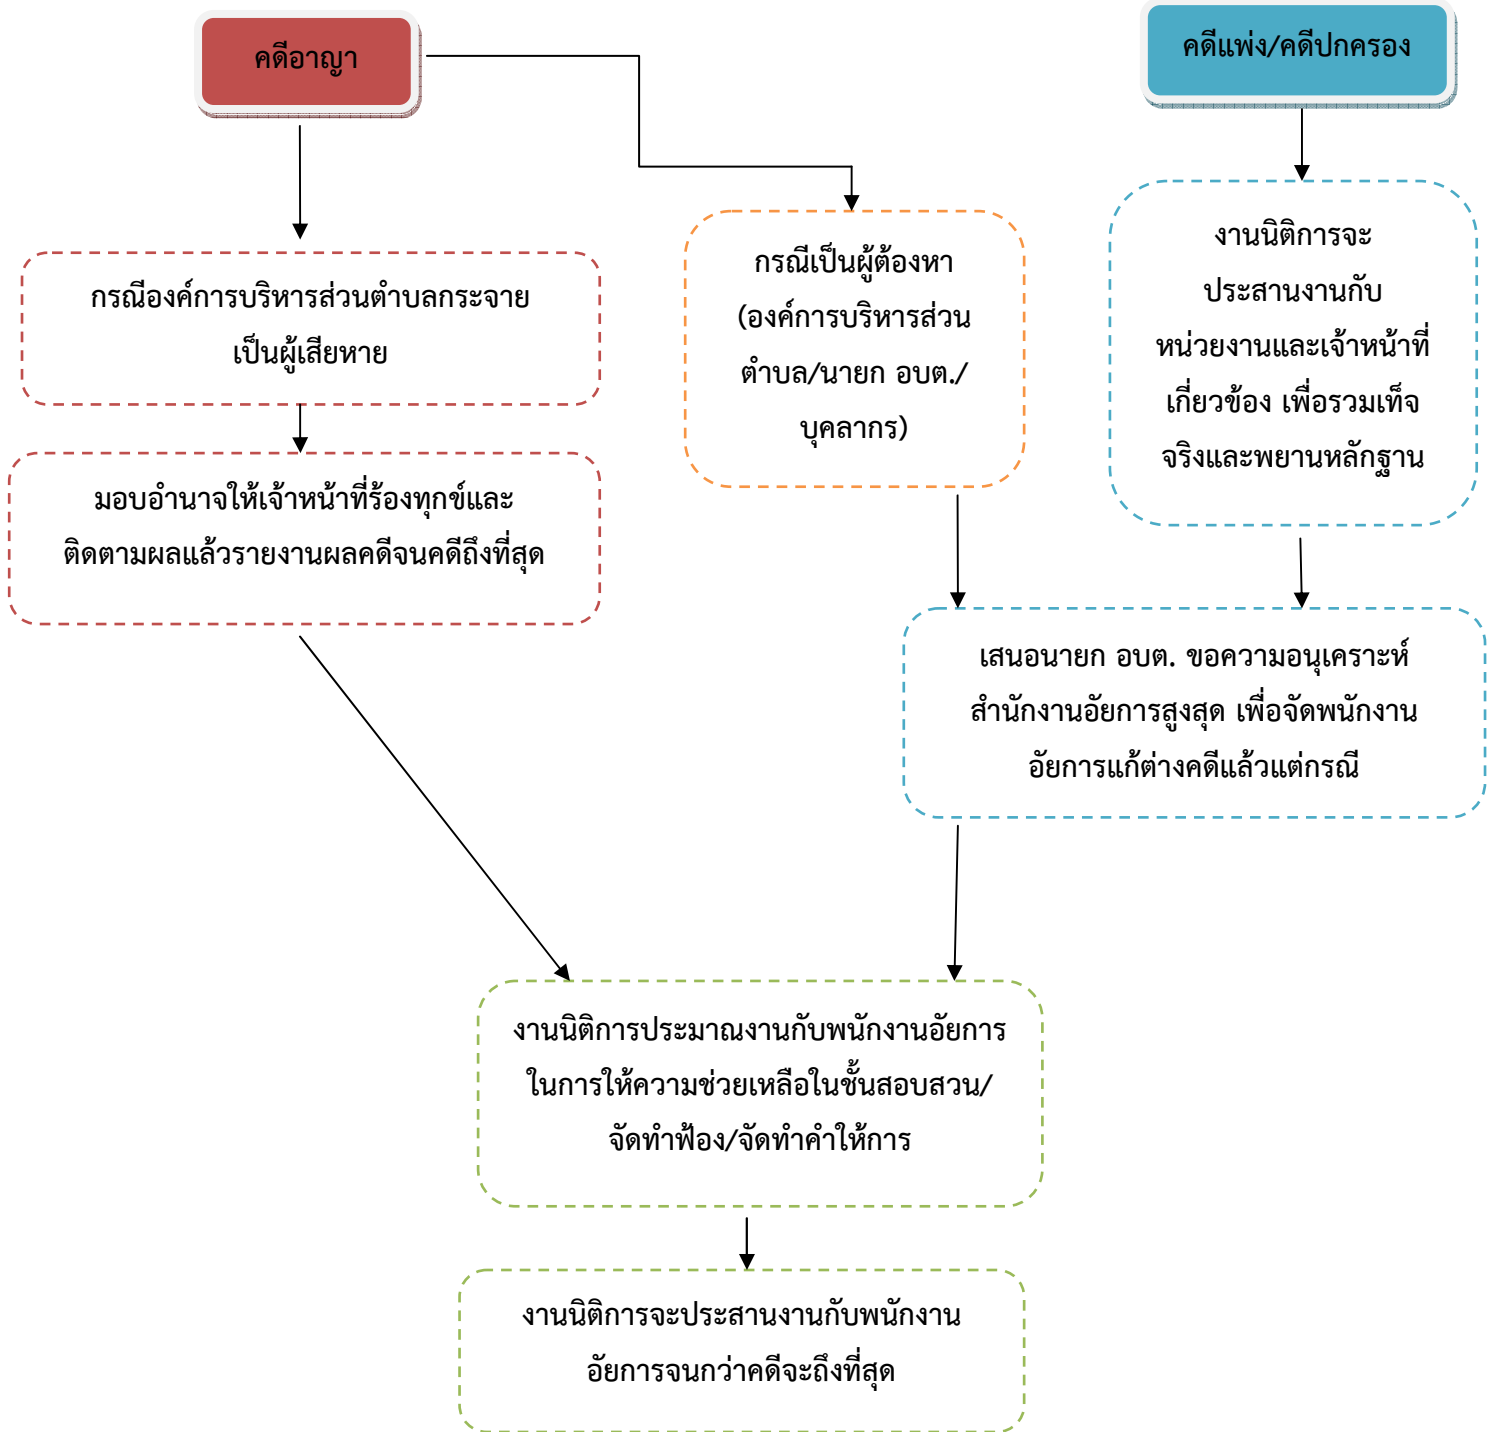 คดีอาญา
คดีแพ่ง/คดีปกครอง
กรณีองค์การบริหารส่วนตำบลกระจาย
เป็นผู้เสียหาย
มอบอำนาจให้เจ้าหน้าที่ร้องทุกข์และ
ติดตามผลแล้วรายงานผลคดีจนคดีถึงที่สุด
กรณีเป็นผู้ต้องหา
(องค์การบริหารส่วน
ตำบล/นายก อบต./
บุคลากร)
งานนิติการจะ
ประสานงานกับ
หน่วยงานและเจ้าหน้าที่
เกี่ยวข้อง เพื่อรวมเท็จ
จริงและพยานหลักฐาน
เสนอนายก อบต. ขอความอนุเคราะห์
สำนักงานอัยการสูงสุด เพื่อจัดพนักงาน
อัยการแก้ต่างคดีแล้วแต่กรณี
งานนิติการประมาณงานกับพนักงานอัยการ
ในการให้ความช่วยเหลือในชั้นสอบสวน/
จัดทำฟ้อง/จัดทำคำให้การ
งานนิติการจะประสานงานกับพนักงาน
อัยการจนกว่าคดีจะถึงที่สุด